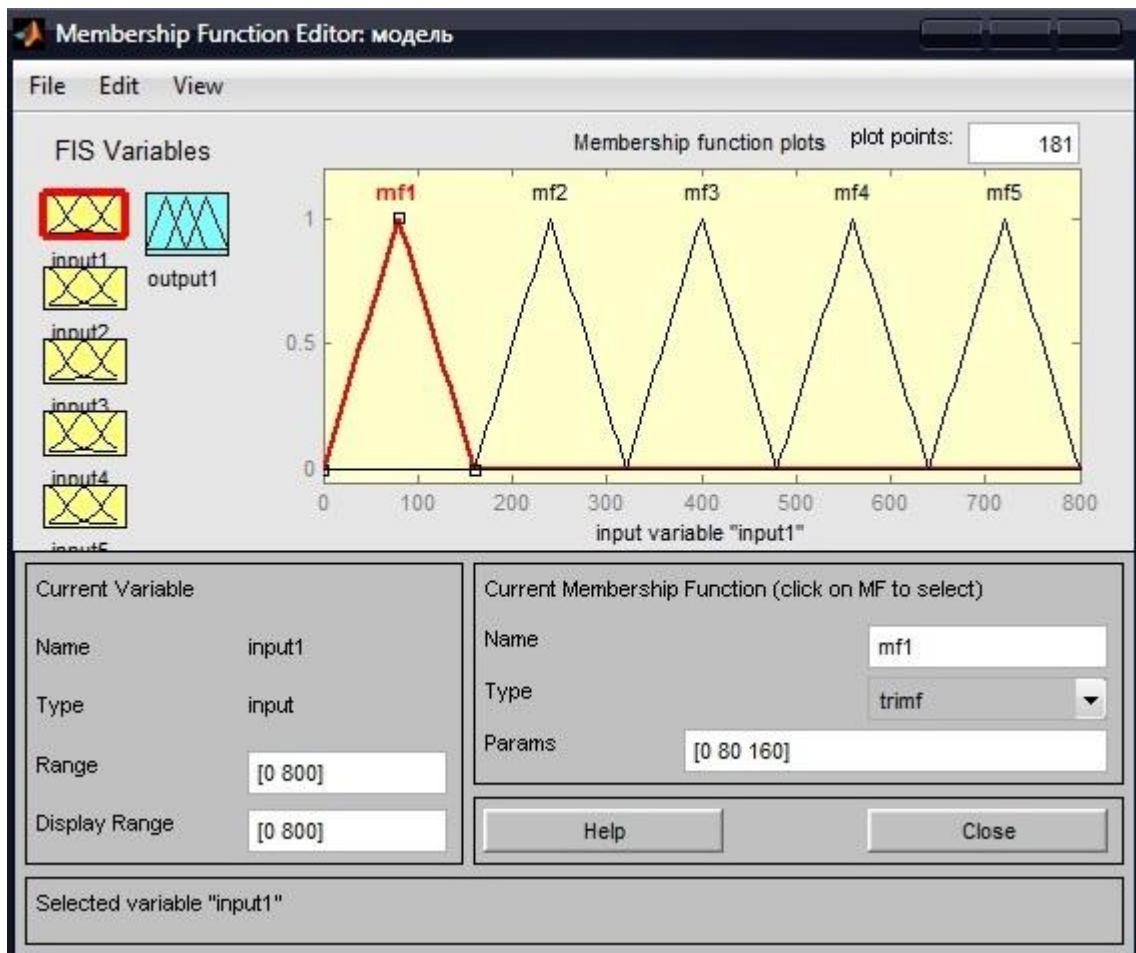 Membership Function Editor: модель
File Edit View
FIS Variables
Membership function plots plot points: 181
input1
input2
input3
input4
input5
output1
mf1 mf2 mf3 mf4 mf5
1
0.5
0
0 100 200 300 400 500 600 700 800
input variable "input1"
Current Variable
Name input1
Type input
Range [0 800]
Display Range [0 800]
Current Membership Function (click on MF to select)
Name mf1
Type trimf
Params [0 80 160]
Help Close
Selected variable "input1"